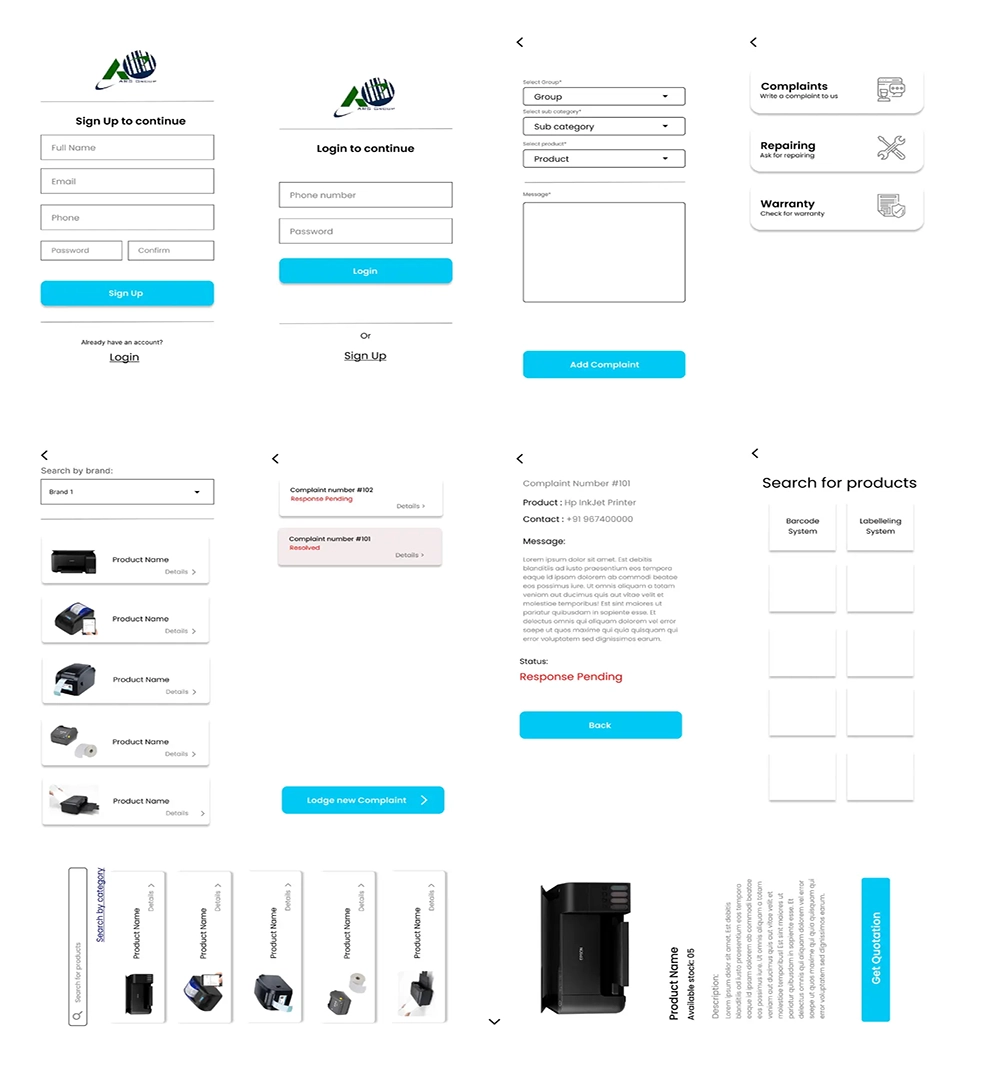 ABS Group
Sign Up to continue
Full Name
Email
Phone
Password
Confirm
Sign Up
Already have an account?
Login
ABS Group
Login to continue
Phone number
Password
Login
Or
Sign Up
Select Group*
Group
Select sub category*
Sub category
Select product*
Product
Message*
Add Complaint
Complaints
Write a complaint to us
Repairing
Ask for repairing
Warranty
Check for warranty
Search by brand:
Brand 1
Product Name
Details >
Product Name
Details >
Product Name
Details >
Product Name
Details >
Product Name
Details >
Complaint number #102
Response Pending
Details >
Complaint number #101
Resolved
Details >
Lodge new Complaint >
Complaint Number #101
Product : Hp InkJet Printer
Contact : +91 967400000
Message:
Lorem ipsum dolor sit amet. Est debitis
blanditiis ad iusto praesentium eos tempora
eaque id ipsam dolorem ab commodi beatae
eos possimus iure. Ut omnis aliquam a totam
veniam aut ducimus quis aut vitae velit et
molestiae temporibus! Est sint maiores ut
pariatur quibusdam in sapiente esse. Et
delectus omnis qui aliquam dolorem vel error
saepe ut quos maxime qui quia quisquam qui
error voluptatem sed dignissimos earum.
Status:
Response Pending
Back
Search for products
Barcode
System
Labelleling
System
Search for products
Search by category
Product Name
Details >
Product Name
Details >
Product Name
Details >
Product Name
Details >
Product Name
Details >
EPSON
Product Name
Available stock: 05
Description:
Lorem ipsum dolor sit amet. Est debitis
blanditiis ad iusto praesentium eos tempora
eaque id ipsam dolorem ab commodi beatae
eos possimus iure. Ut omnis aliquam a totam
veniam aut ducimus quis aut vitae velit et
molestiae temporibus! Est sint maiores ut
pariatur quibusdam in sapiente esse. Et
delectus omnis qui aliquam dolorem vel error
saepe ut quos maxime qui quia quisquam qui
error voluptatem sed dignissimos earum.
Get Quotation